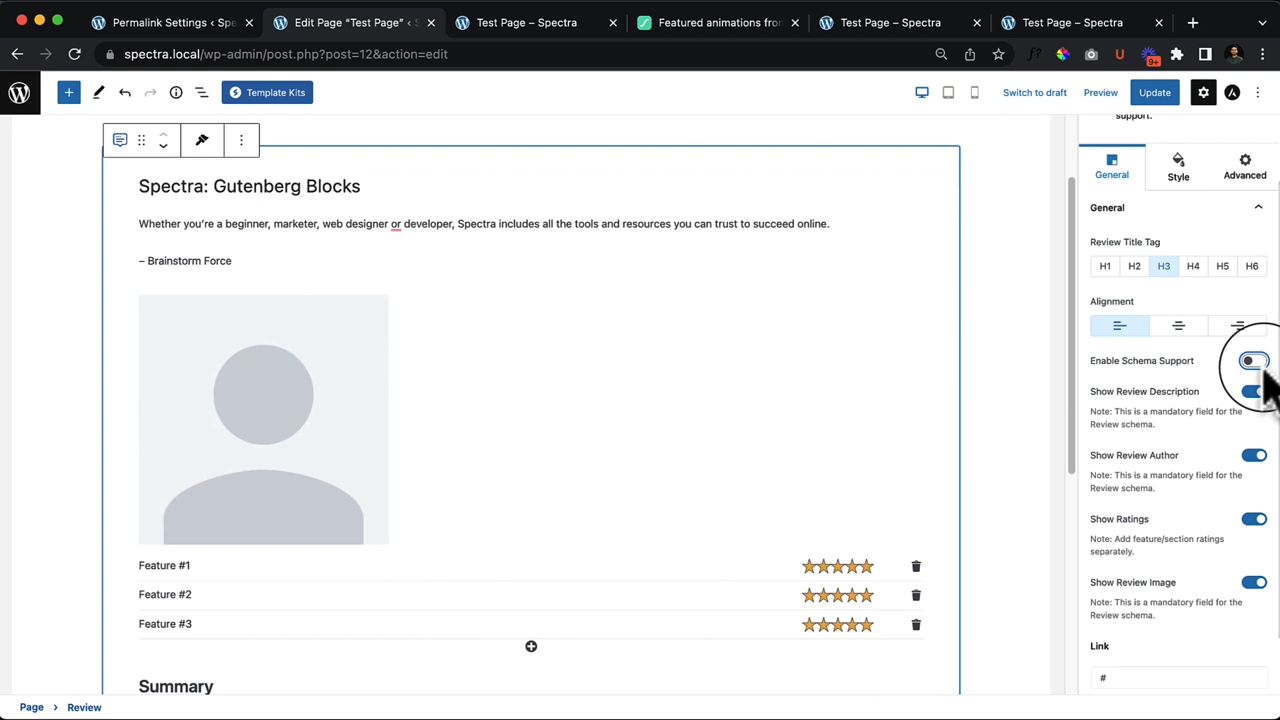 Permalink Settings ‹ Spe
Edit Page “Test Page” ‹ S
Test Page – Spectra
Featured animations from
Test Page – Spectra
Test Page – Spectra
spectra.local/wp-admin/post.php?post=12&action=edit
9+
Template Kits
Switch to draft
Preview
Update
support.
General
Style
Advanced
General
Review Title Tag
H1 H2 H3 H4 H5 H6
Alignment
Enable Schema Support
Show Review Description
Note: This is a mandatory field for the
Review schema.
Show Review Author
Note: This is a mandatory field for the
Review schema.
Show Ratings
Note: Add feature/section ratings
separately.
Show Review Image
Note: This is a mandatory field for the
Review schema.
Link
#
Spectra: Gutenberg Blocks
Whether you’re a beginner, marketer, web designer or developer, Spectra includes all the tools and resources you can trust to succeed online.
– Brainstorm Force
Feature #1
Feature #2
Feature #3
Summary
Page › Review